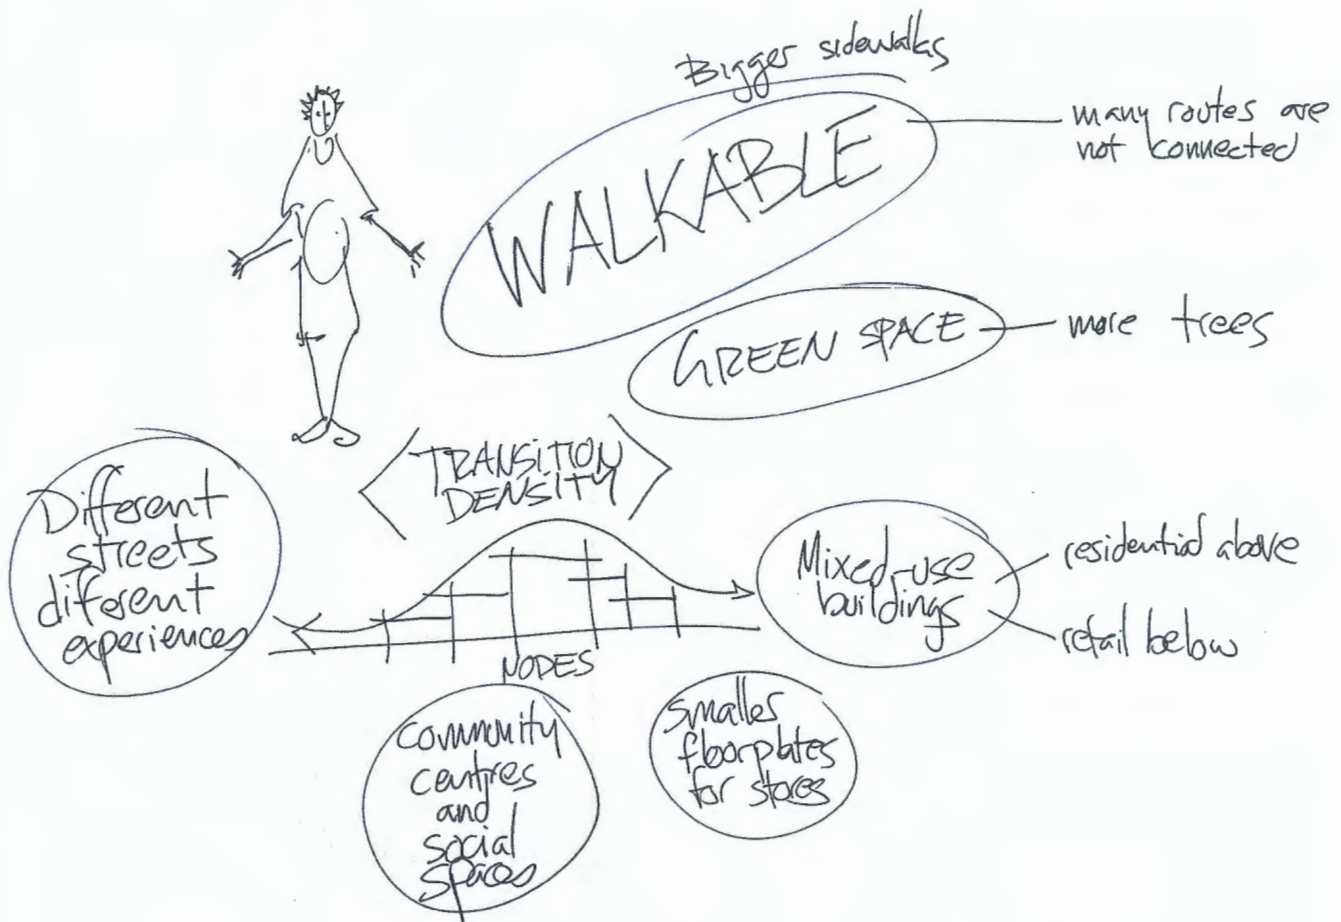 Bigger sidewalks
WALKABLE
many routes are
not connected
GREEN SPACE
more trees
TRANSITION
DENSITY
Different
streets
different
experiences
Mixed-use
buildings
residential above
retail below
NODES
community
centres
and
social
spaces
smaller
floorplates
for stores